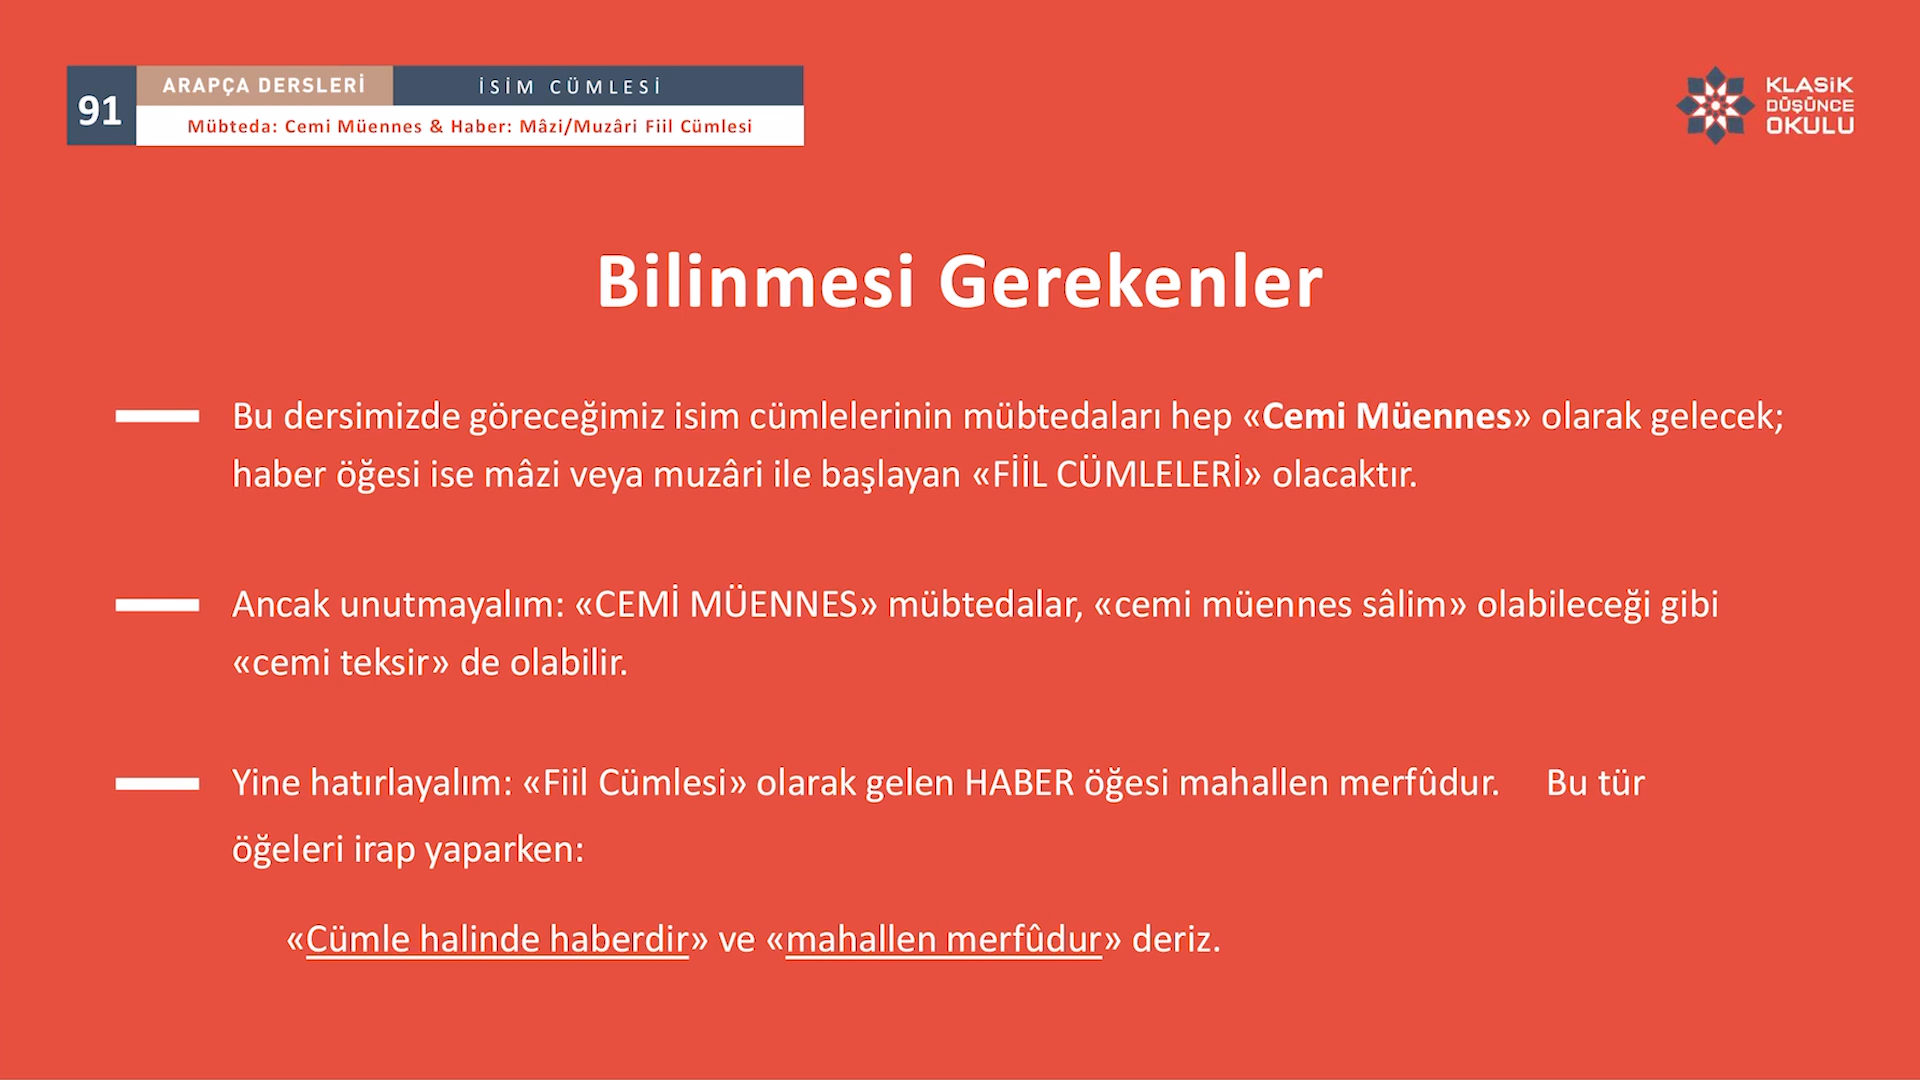 91
ARAPÇA DERSLERİ
İSİM CÜMLESİ
Mübteda: Cemi Müennes & Haber: Mâzi/Muzâri Fiil Cümlesi
KLASİK
DÜŞÜNCE
OKULU
Bilinmesi Gerekenler
Bu dersimizde göreceğimiz isim cümlelerinin mübtedaları hep «Cemi Müennes» olarak gelecek;
haber öğesi ise mâzi veya muzâri ile başlayan «FİİL CÜMLELERİ» olacaktır.
Ancak unutmayalım: «CEMİ MÜENNES» mübtedalar, «cemi müennes sâlim» olabileceği gibi
«cemi teksir» de olabilir.
Yine hatırlayalım: «Fiil Cümlesi» olarak gelen HABER öğesi mahallen merfûdur. Bu tür
öğeleri irap yaparken:
«Cümle halinde haberdir» ve «mahallen merfûdur» deriz.